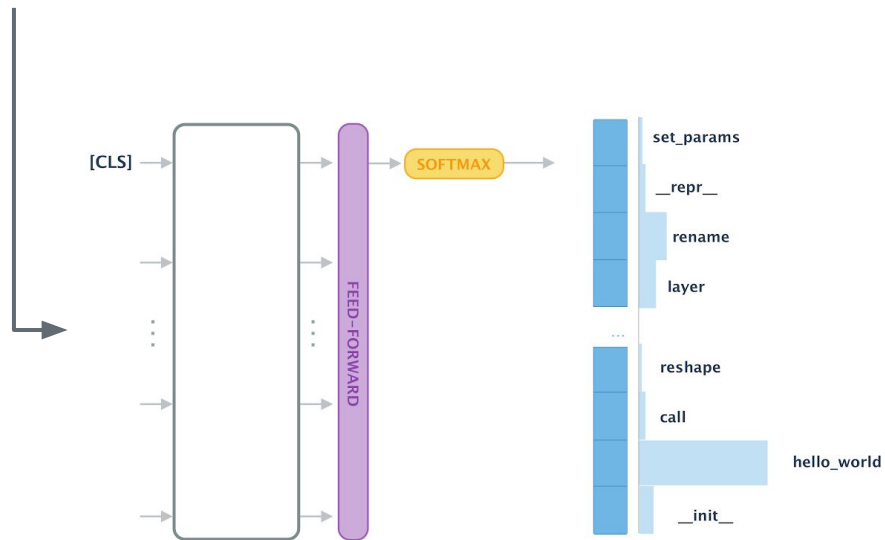 [CLS]
SOFTMAX
FEED-FORWARD
set_params
__repr__
rename
layer
...
reshape
call
hello_world
__init__